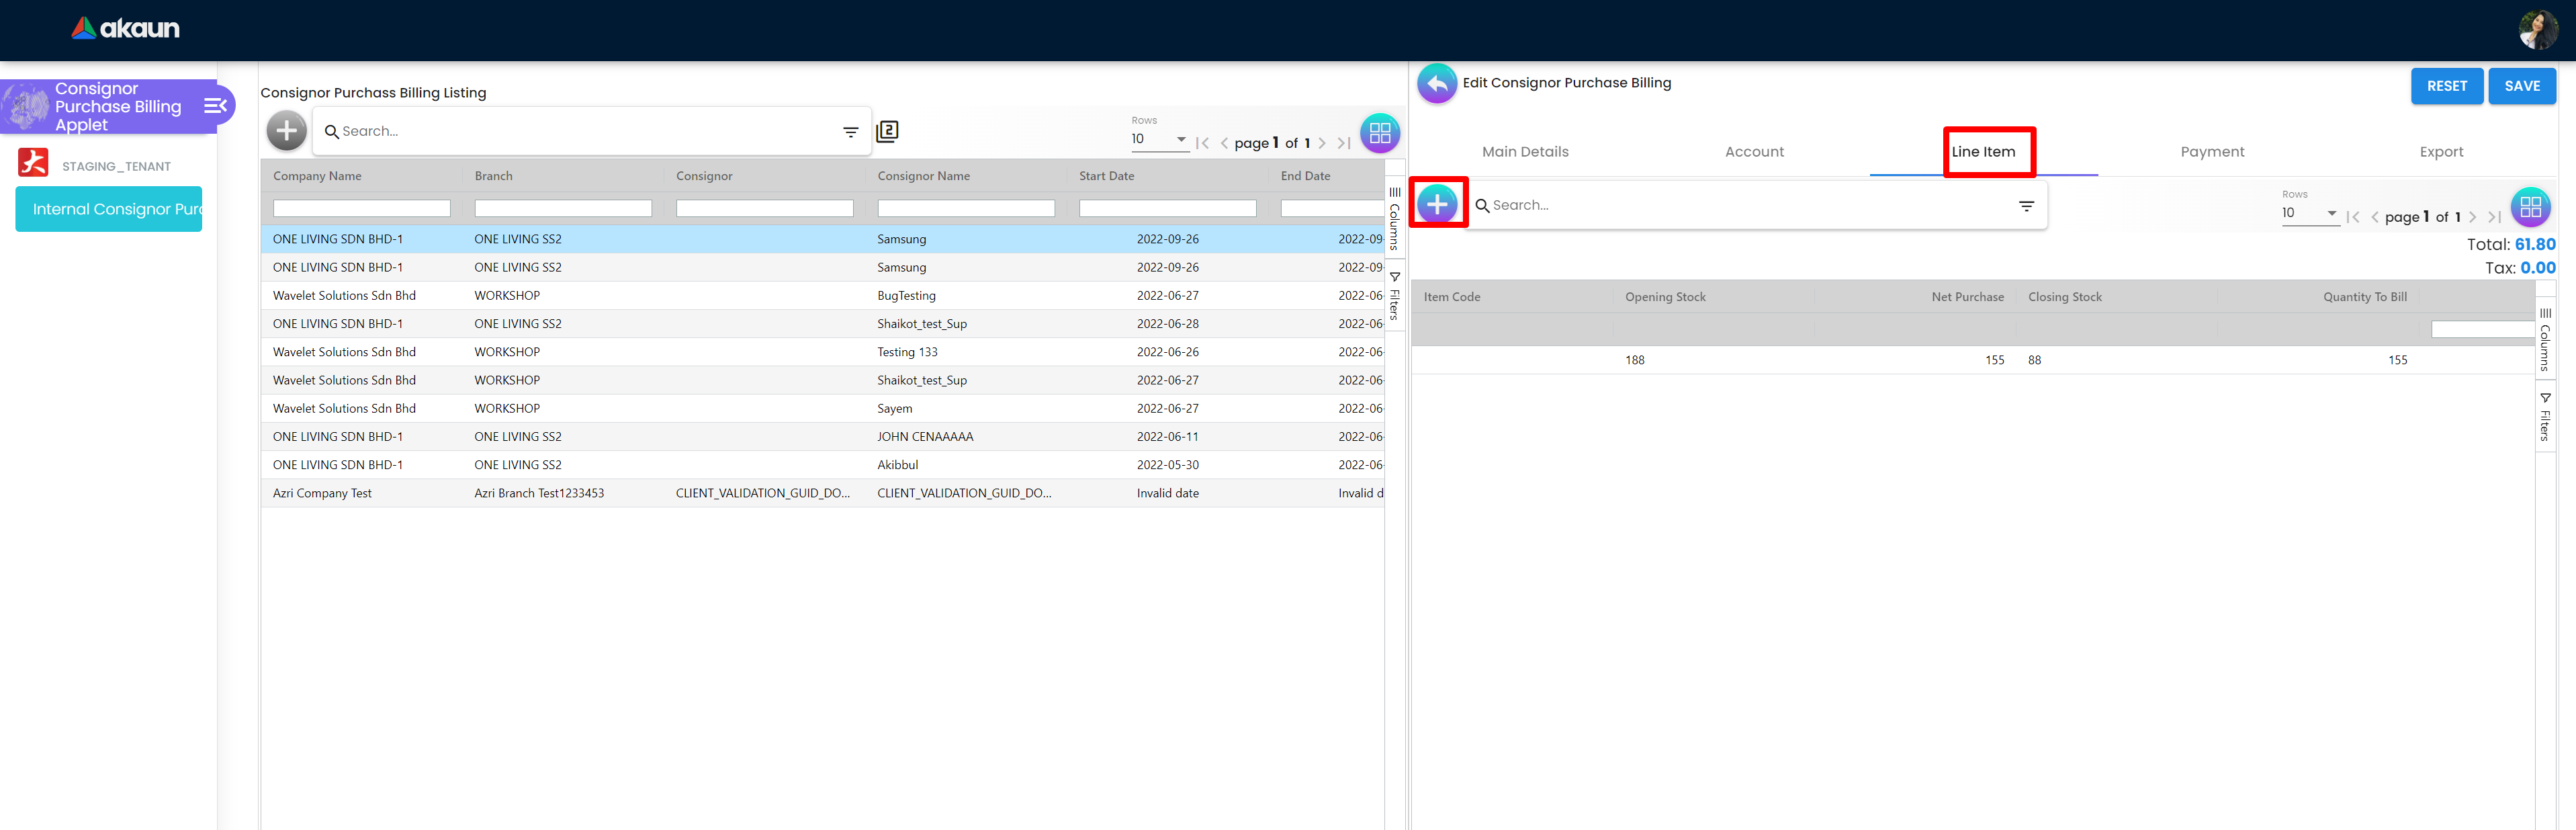 akaun
Consignor
Purchase Billing
Applet
STAGING_TENANT
Internal Consignor Purc
Consignor Purchass Billing Listing
Search...
2
Rows
10
page 1 of 1
Company Name Branch Consignor Consignor Name Start Date End Date
ONE LIVING SDN BHD-1 ONE LIVING SS2 Samsung 2022-09-26 2022-09-
ONE LIVING SDN BHD-1 ONE LIVING SS2 Samsung 2022-09-26 2022-09-
Wavelet Solutions Sdn Bhd WORKSHOP BugTesting 2022-06-27 2022-06-
ONE LIVING SDN BHD-1 ONE LIVING SS2 Shaikot_test_Sup 2022-06-28 2022-06-
Wavelet Solutions Sdn Bhd WORKSHOP Testing 133 2022-06-26 2022-06-
Wavelet Solutions Sdn Bhd WORKSHOP Shaikot_test_Sup 2022-06-27 2022-06-
Wavelet Solutions Sdn Bhd WORKSHOP Sayem 2022-06-27 2022-06-
ONE LIVING SDN BHD-1 ONE LIVING SS2 JOHN CENAAAAA 2022-06-11 2022-06-
ONE LIVING SDN BHD-1 ONE LIVING SS2 Akibbul 2022-05-30 2022-06-
Azri Company Test Azri Branch Test1233453 CLIENT_VALIDATION_GUID_DO... CLIENT_VALIDATION_GUID_DO... Invalid date Invalid d
Columns
Filters
Edit Consignor Purchase Billing
RESET SAVE
Main Details Account Line Item Payment Export
Search...
Rows
10
page 1 of 1
Total: 61.80
Tax: 0.00
Item Code Opening Stock Net Purchase Closing Stock Quantity To Bill
188 155 88 155
Columns
Filters